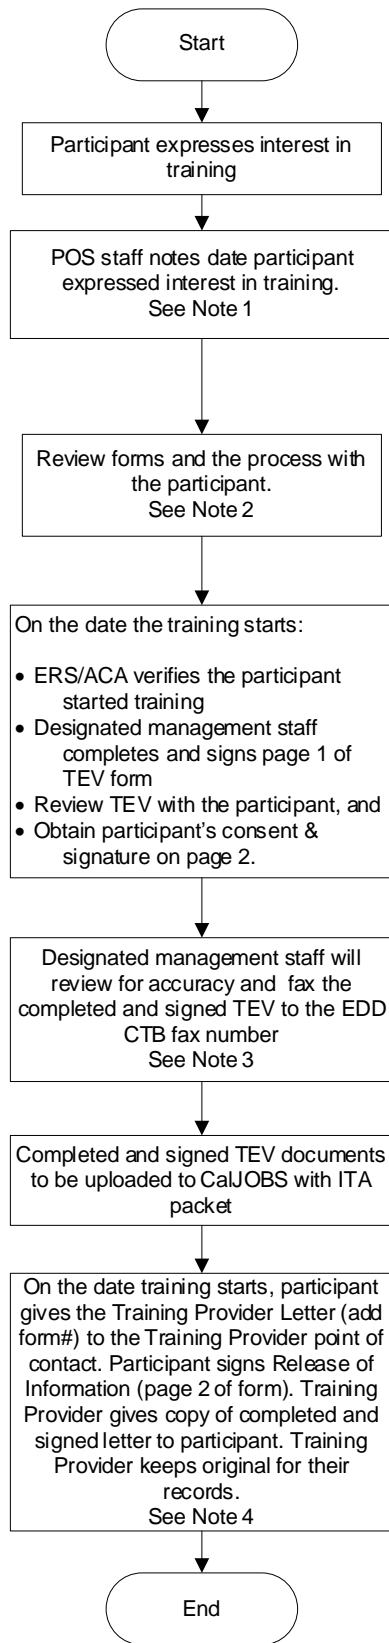 Start
Participant expresses interest in
training
POS staff notes date participant
expressed interest in training.
See Note 1
Review forms and the process with
the participant.
See Note 2
On the date the training starts:
• ERS/ACA verifies the participant
started training
• Designated management staff
completes and signs page 1 of
TEV form
• Review TEV with the participant, and
• Obtain participant's consent &
signature on page 2.
Designated management staff will
review for accuracy and fax the
completed and signed TEV to the EDD
CTB fax number
See Note 3
Completed and signed TEV documents
to be uploaded to CalJOBS with ITA
packet
On the date training starts, participant
gives the Training Provider Letter (add
form#) to the Training Provider point of
contact. Participant signs Release of
Information (page 2 of form). Training
Provider gives copy of completed and
signed letter to participant. Training
Provider keeps original for their
records.
See Note 4
End